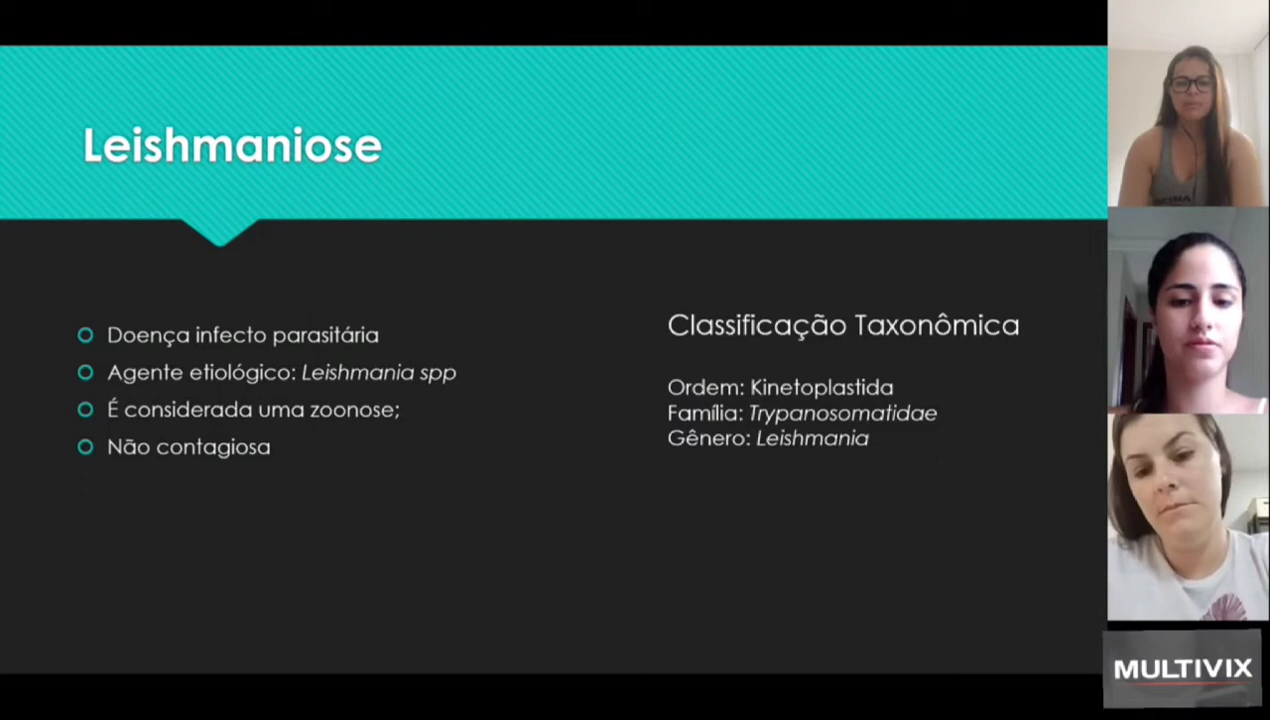 Leishmaniose
Doença infecto parasitária
Agente etiológico: Leishmania spp
É considerada uma zoonose;
Não contagiosa
Classificação Taxonômica
Ordem: Kinetoplastida
Família: Trypanosomatidae
Gênero: Leishmania
MULTIVIX